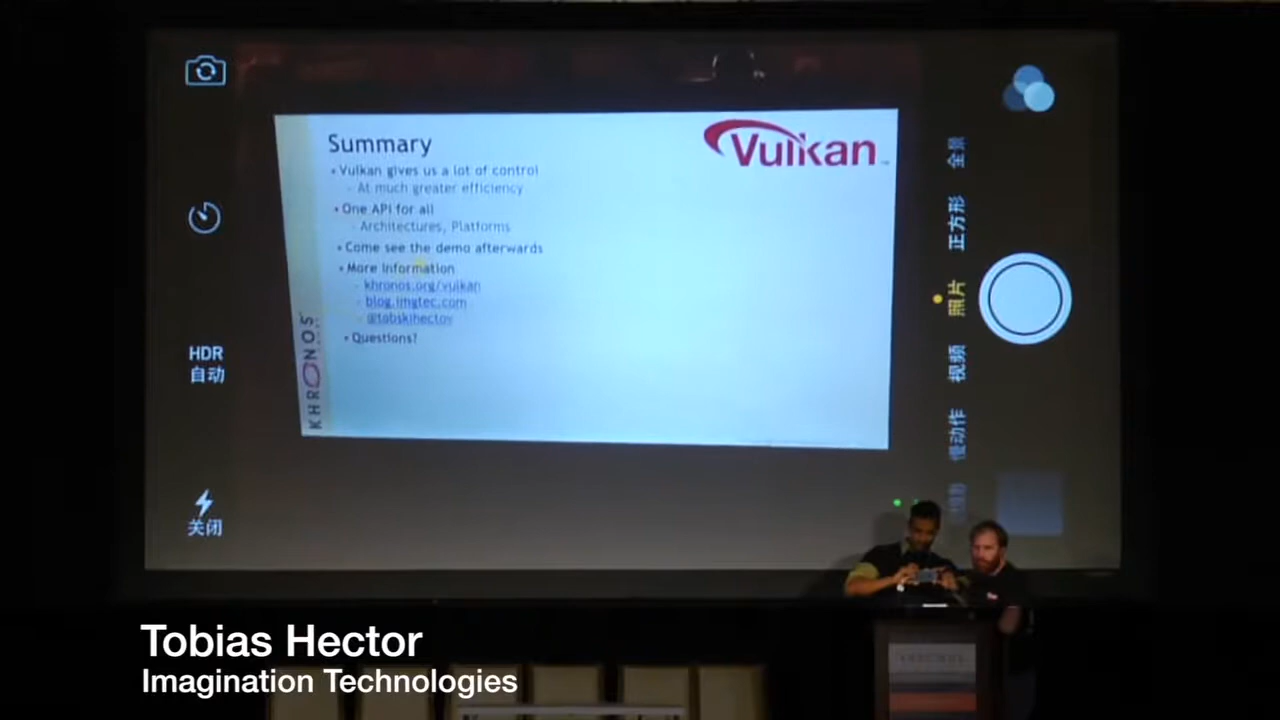 Summary
Vulkan™
• Vulkan gives us a lot of control
- At much greater efficiency
• One API for all
- Architectures, Platforms
• Come see the demo afterwards
• More Information
- khronos.org/vulkan
- blog.imgtec.com
- @tobskihectov
• Questions?
KHRONOS
HDR
自动
关闭
全景
正方形
照片
视频
慢动作
Tobias Hector
Imagination Technologies